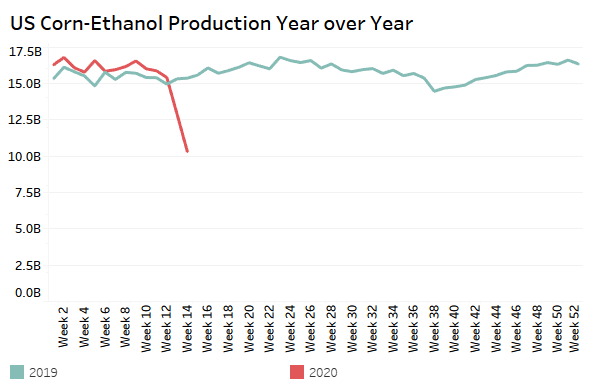 US Corn-Ethanol Production Year over Year
17.5B
15.0B
12.5B
10.0B
7.5B
5.0B
2.5B
0.0B
Week 2
Week 4
Week 6
Week 8
Week 10
Week 12
Week 14
Week 16
Week 18
Week 20
Week 22
Week 24
Week 26
Week 28
Week 30
Week 32
Week 34
Week 36
Week 38
Week 40
Week 42
Week 44
Week 46
Week 48
Week 50
Week 52
2019
2020